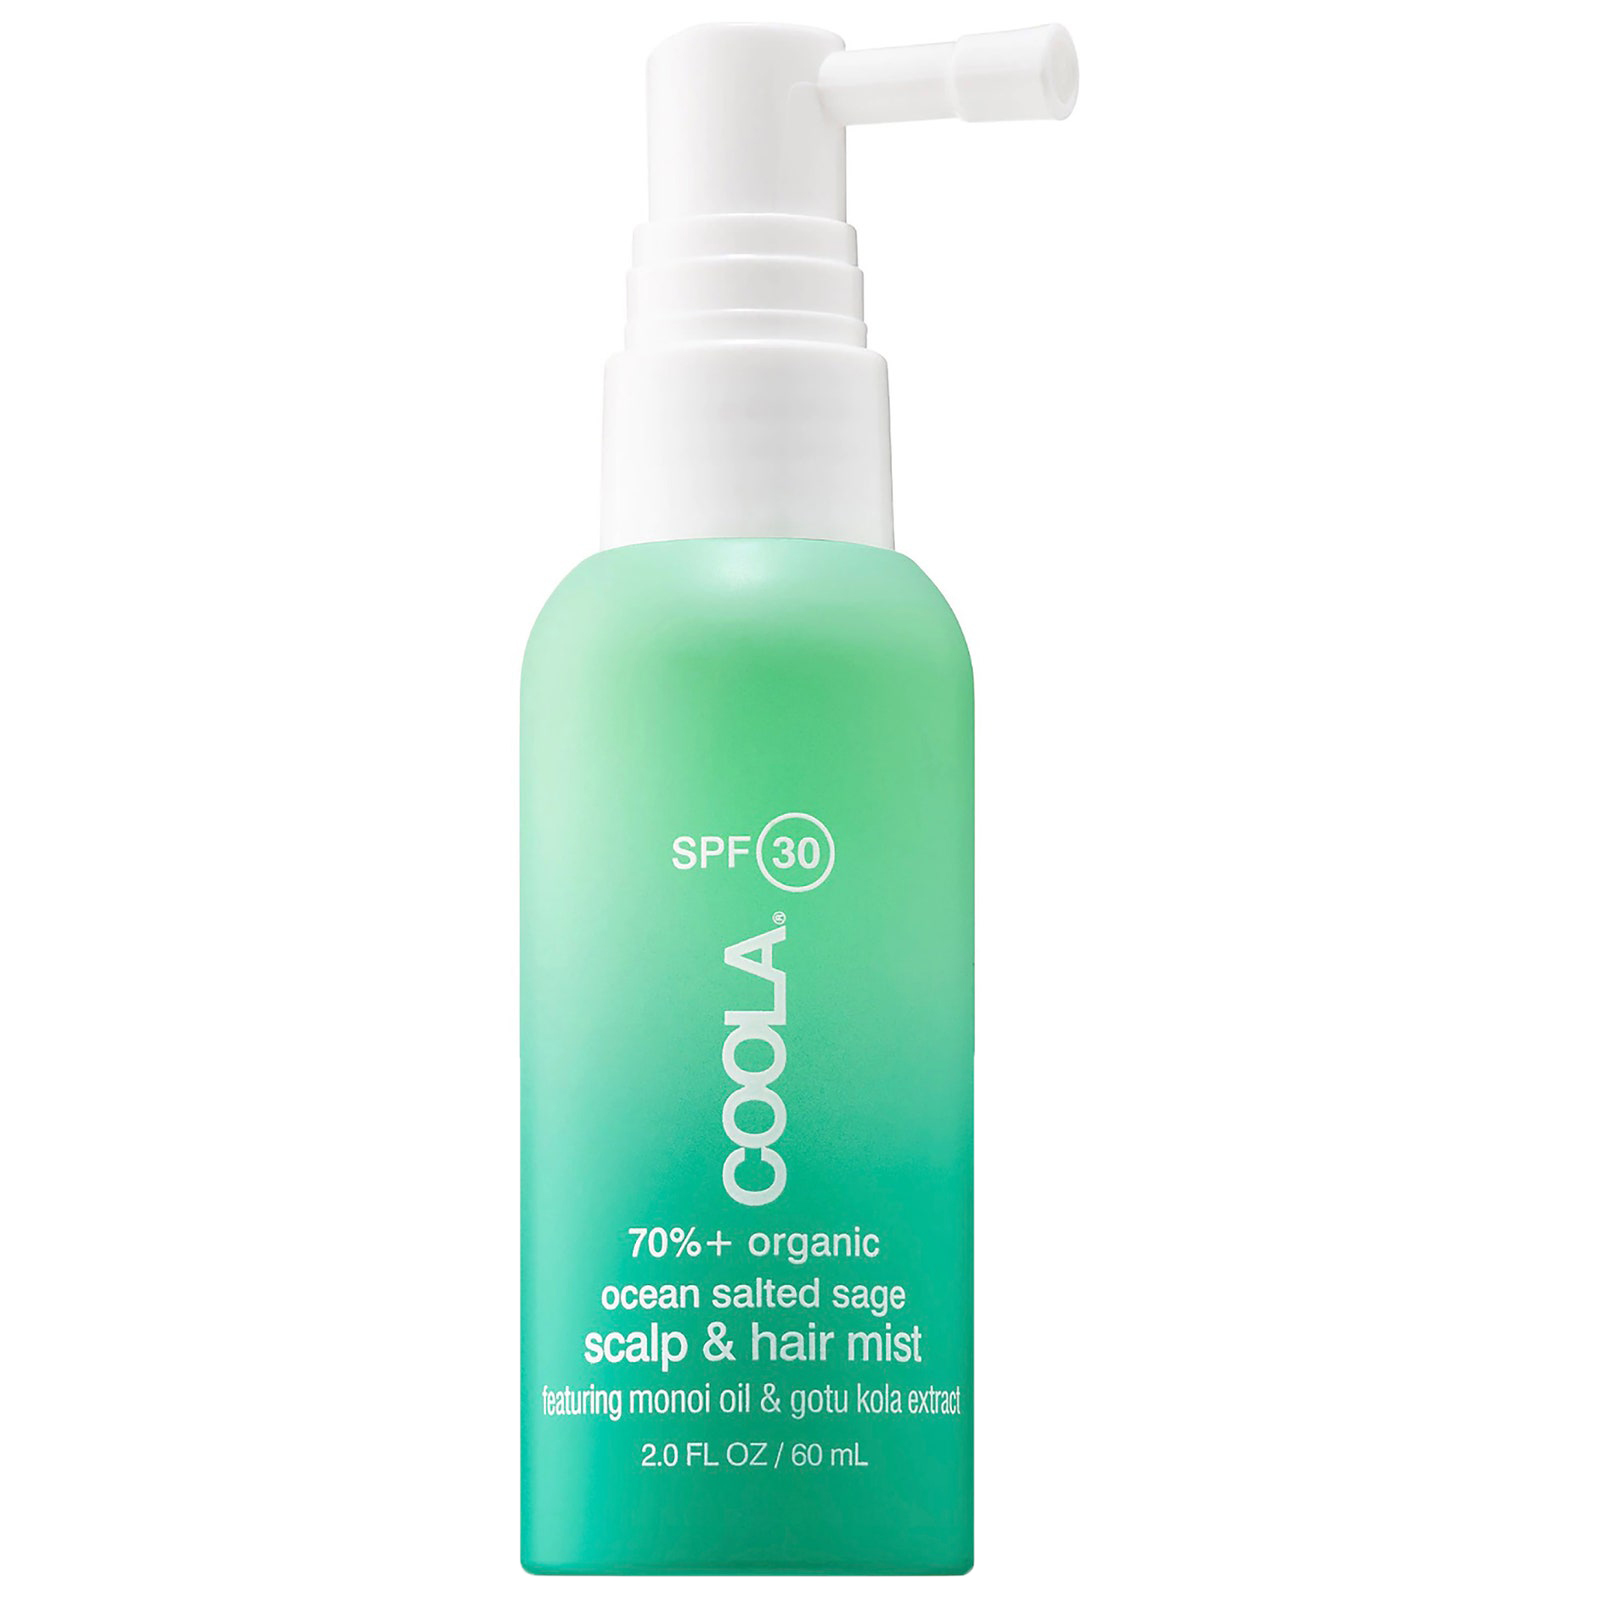 SPF 30
COOLA®
70%+ organic
ocean salted sage
scalp & hair mist
featuring monoi oil & gotu kola extract
2.0 FL OZ / 60 mL